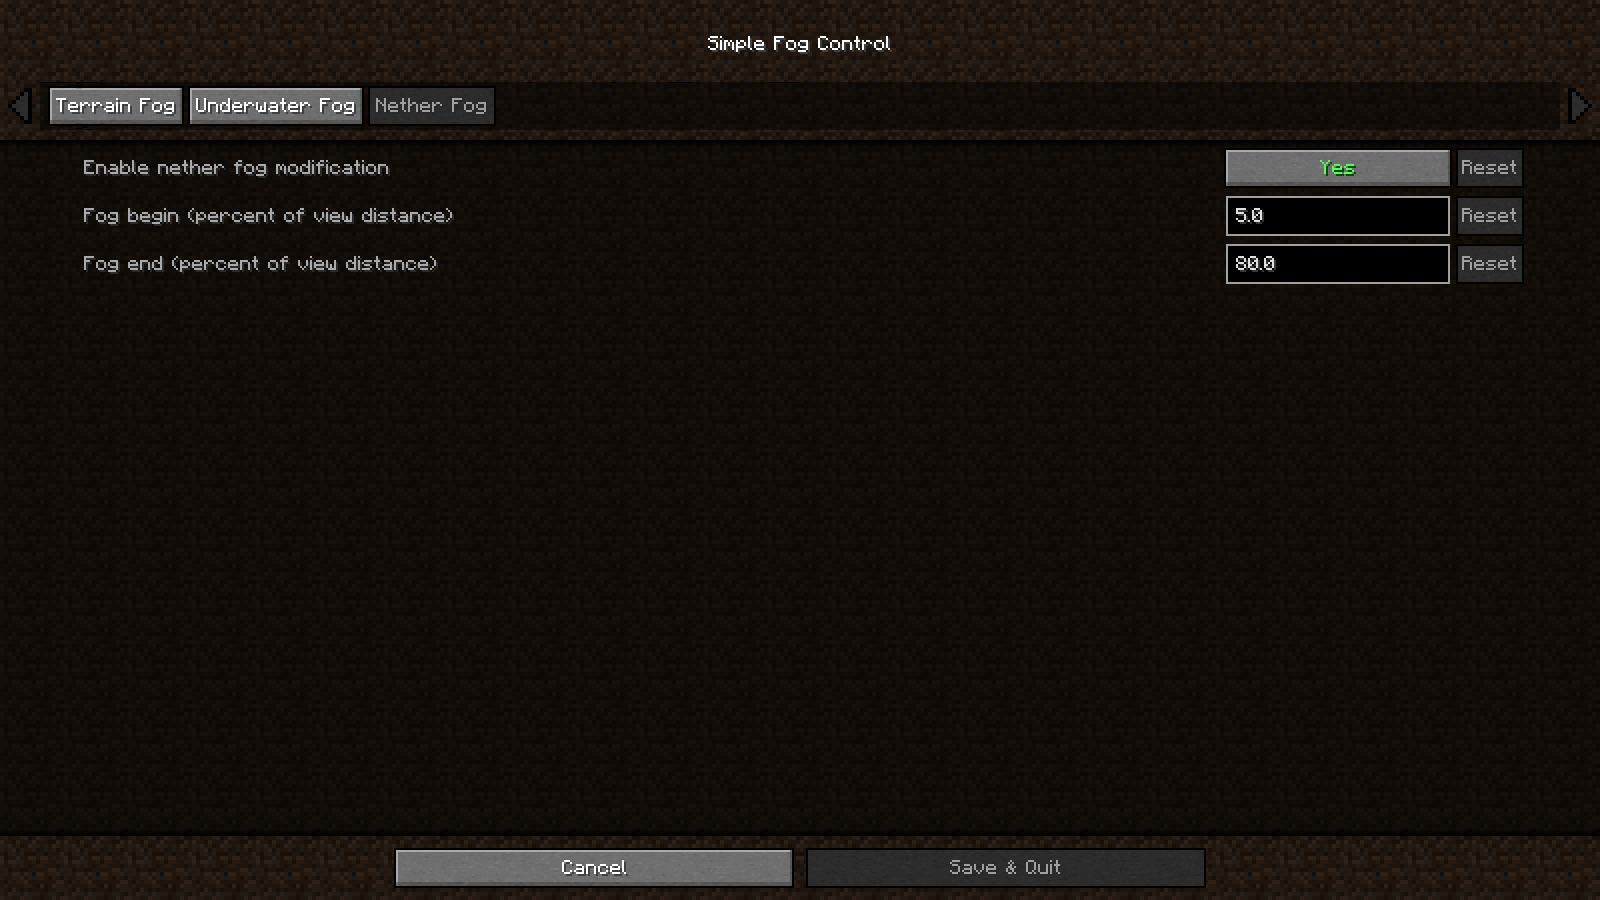 Simple Fog Control
Terrain Fog Underwater Fog Nether Fog
Enable nether fog modification Yes Reset
Fog begin (percent of view distance) 5.0 Reset
Fog end (percent of view distance) 80.0 Reset
Cancel Save & Quit